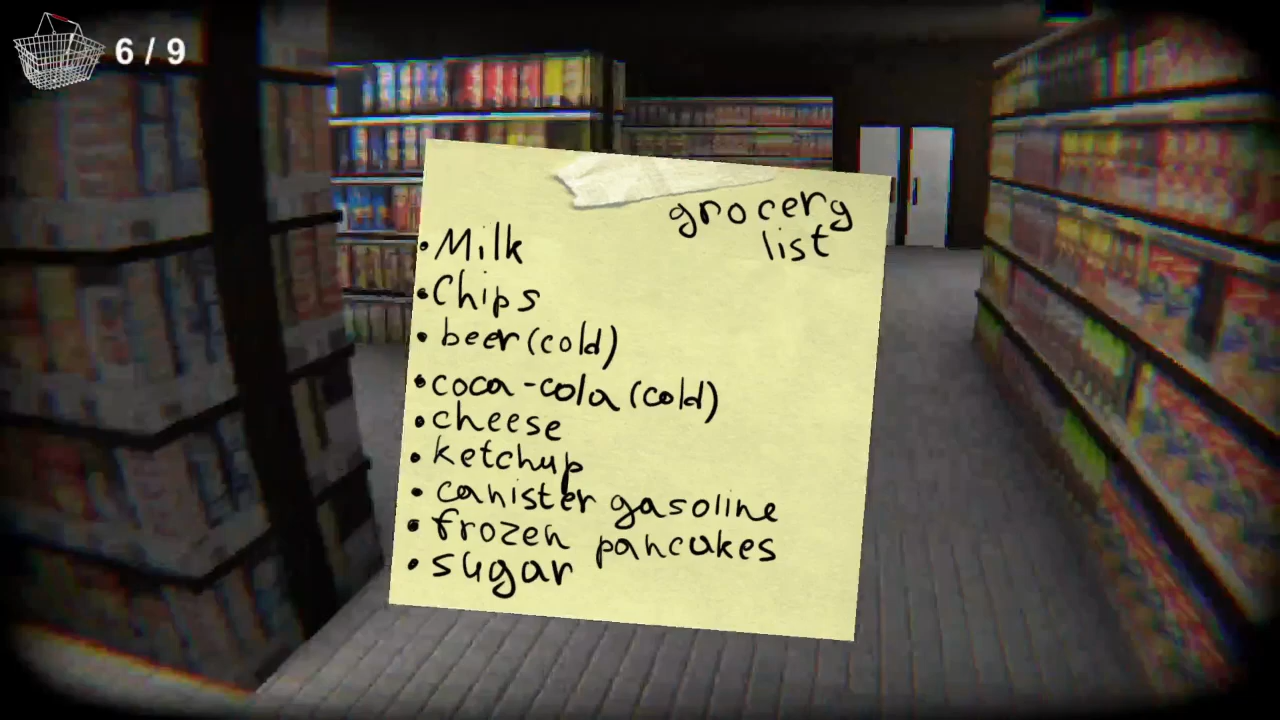 6 / 9
grocery
list
• Milk
• Chips
• beer (cold)
• coca-cola (cold)
• cheese
• ketchup
• canister gasoline
• frozen pancakes
• sugar